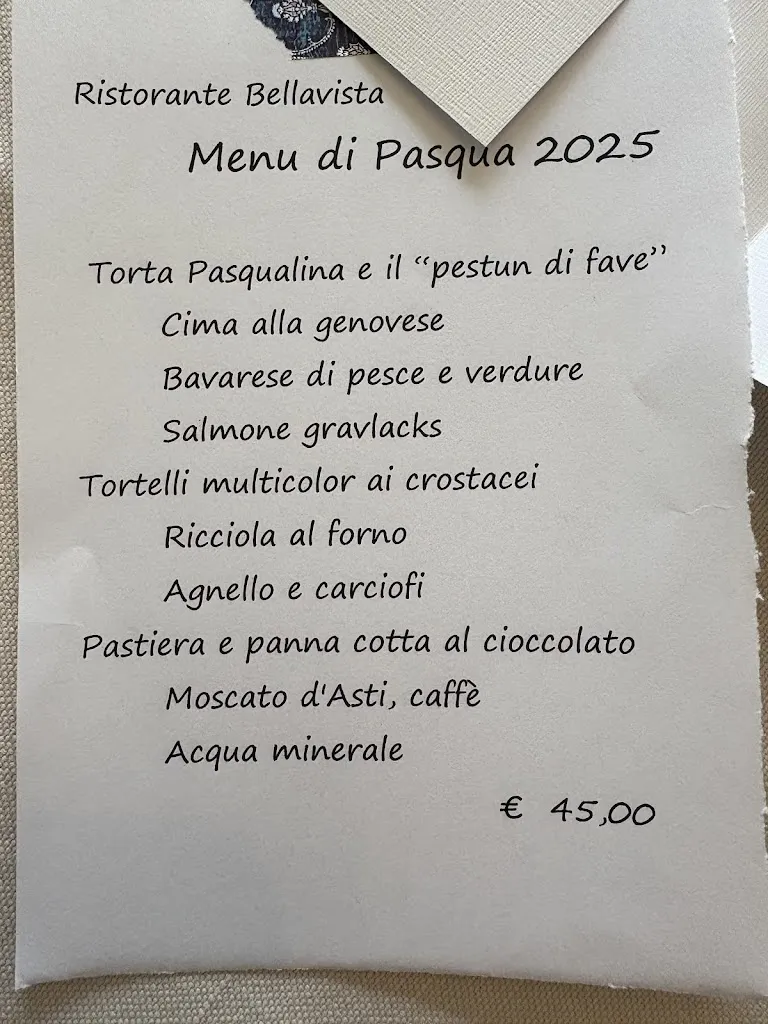 Ristorante Bellavista
Menu di Pasqua 2025
Torta Pasqualina e il “pestun di fave”
Cima alla genovese
Bavarese di pesce e verdure
Salmone gravlacks
Tortelli multicolor ai crostacei
Ricciola al forno
Agnello e carciofi
Pastiera e panna cotta al cioccolato
Moscato d'Asti, caffè
Acqua minerale
€ 45,00